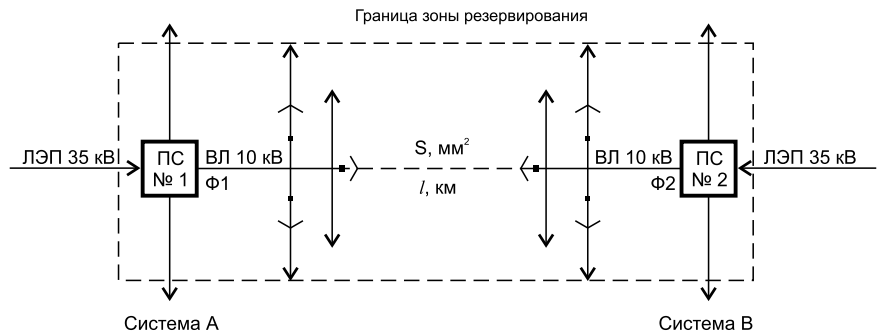 Граница зоны резервирования
ЛЭП 35 кВ
ПС
№ 1
ВЛ 10 кВ
Ф1
S, мм²
l, км
ВЛ 10 кВ
Ф2
ПС
№ 2
ЛЭП 35 кВ
Система А
Система В